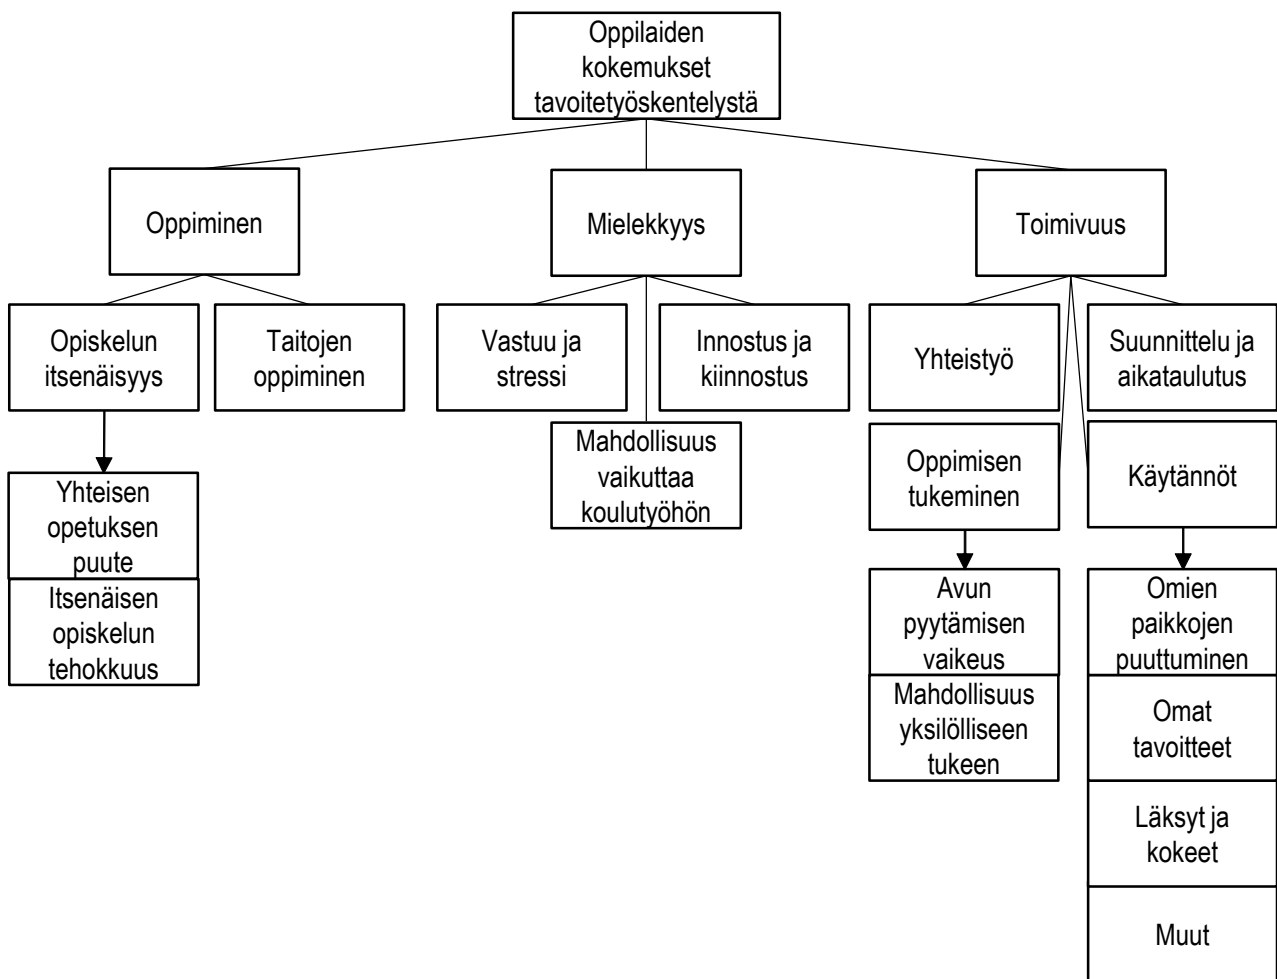 Oppilaiden
kokemukset
tavoitetyöskentelystä
Oppiminen
Mielekkyys
Toimivuus
Opiskelun
itsenäisyys
Taitojen
oppiminen
Vastuu ja
stressi
Innostus ja
kiinnostus
Yhteistyö
Suunnittelu ja
aikataulutus
Mahdollisuus
vaikuttaa
koulutyöhön
Oppimisen
tukeminen
Käytännöt
Yhteisen
opetuksen
puute
Itsenäisen
opiskelun
tehokkuus
Avun
pyytämisen
vaikeus
Mahdollisuus
yksilölliseen
tukeen
Omien
paikkojen
puuttuminen
Omat
tavoitteet
Läksyt ja
kokeet
Muut